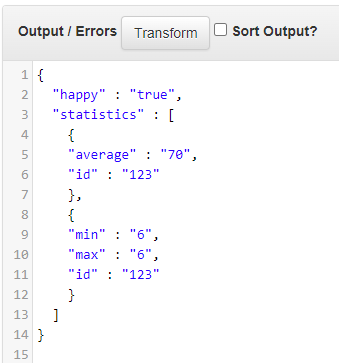 Output / Errors Transform Sort Output?
1 {
2 "happy" : "true",
3 "statistics" : [
4 {
5 "average" : "70",
6 "id" : "123"
7 },
8 {
9 "min" : "6",
10 "max" : "6",
11 "id" : "123"
12 }
13 ]
14 }
15